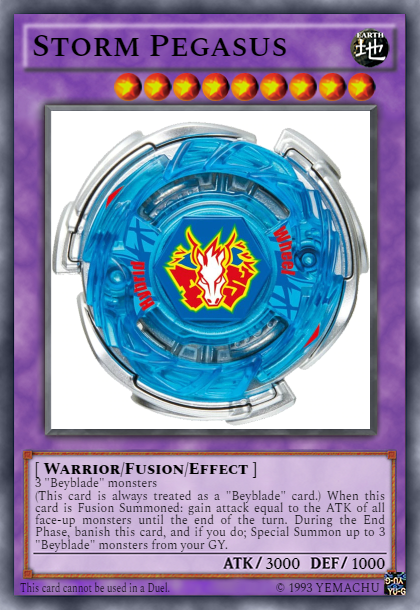 STORM PEGASUS
EARTH
地
Wheel
Hybrid
[ WARRIOR/FUSION/EFFECT ]
3 "Beyblade" monsters
(This card is always treated as a "Beyblade" card.) When this
card is Fusion Summoned: gain attack equal to the ATK of all
face-up monsters until the end of the turn. During the End
Phase, banish this card, and if you do; Special Summon up to 3
"Beyblade" monsters from your GY.
ATK/ 3000 DEF/ 1000
This card cannot be used in a Duel.
© 1993 YEMACHU